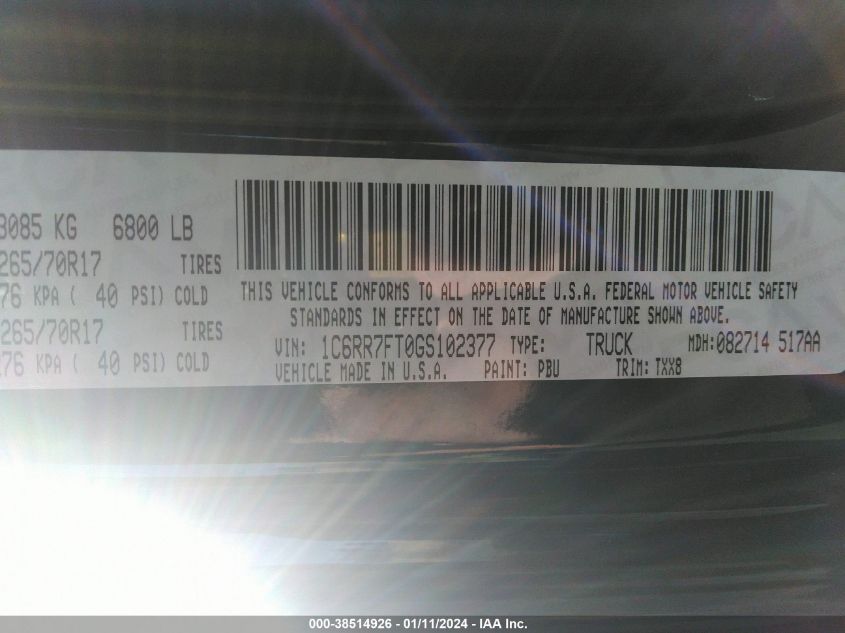 3085 KG 6800 LB
265/70R17 TIRES
76 KPA ( 40 PSI) COLD
265/70R17 TIRES
76 KPA ( 40 PSI) COLD
THIS VEHICLE CONFORMS TO ALL APPLICABLE U.S.A. FEDERAL MOTOR VEHICLE SAFETY
STANDARDS IN EFFECT ON THE DATE OF MANUFACTURE SHOWN ABOVE.
VIN: 1C6RR7FT0GS102377 TYPE: TRUCK MDH:082714 517AA
VEHICLE MADE IN U.S.A. PAINT: PBU TRIM: TXX8
000-38514926 - 01/11/2024 - IAA Inc.